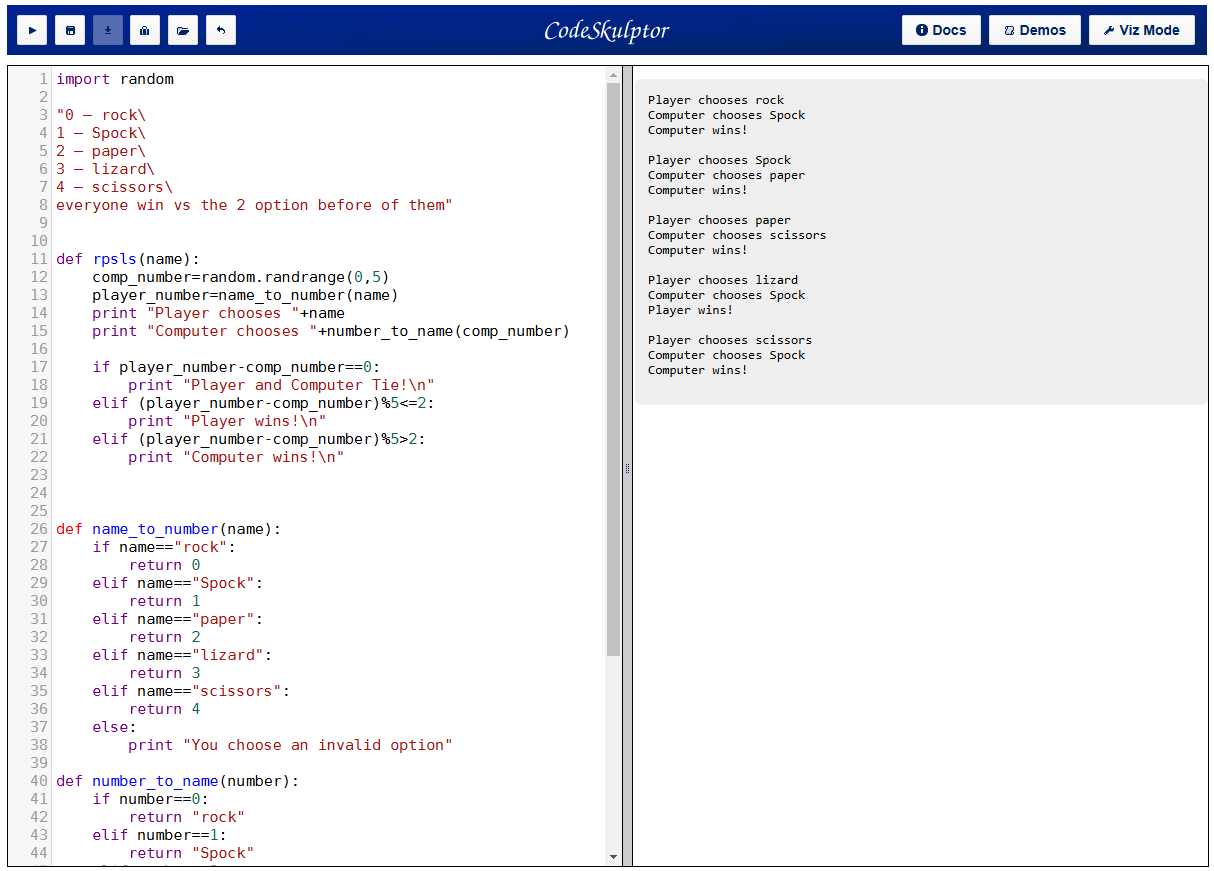 CodeSkulptor
Docs
Demos
Viz Mode
1 import random
2
3 "0 — rock\
4 1 — Spock\
5 2 — paper\
6 3 — lizard\
7 4 — scissors\
8 everyone win vs the 2 option before of them"
9
10
11 def rpsls(name):
12     comp_number=random.randrange(0,5)
13     player_number=name_to_number(name)
14     print "Player chooses "+name
15     print "Computer chooses "+number_to_name(comp_number)
16
17     if player_number-comp_number==0:
18         print "Player and Computer Tie!\n"
19     elif (player_number-comp_number)%5<=2:
20         print "Player wins!\n"
21     elif (player_number-comp_number)%5>2:
22         print "Computer wins!\n"
23
24
25
26 def name_to_number(name):
27     if name=="rock":
28         return 0
29     elif name=="Spock":
30         return 1
31     elif name=="paper":
32         return 2
33     elif name=="lizard":
34         return 3
35     elif name=="scissors":
36         return 4
37     else:
38         print "You choose an invalid option"
39
40 def number_to_name(number):
41     if number==0:
42         return "rock"
43     elif number==1:
44         return "Spock"
Player chooses rock
Computer chooses Spock
Computer wins!
Player chooses Spock
Computer chooses paper
Computer wins!
Player chooses paper
Computer chooses scissors
Computer wins!
Player chooses lizard
Computer chooses Spock
Player wins!
Player chooses scissors
Computer chooses Spock
Computer wins!